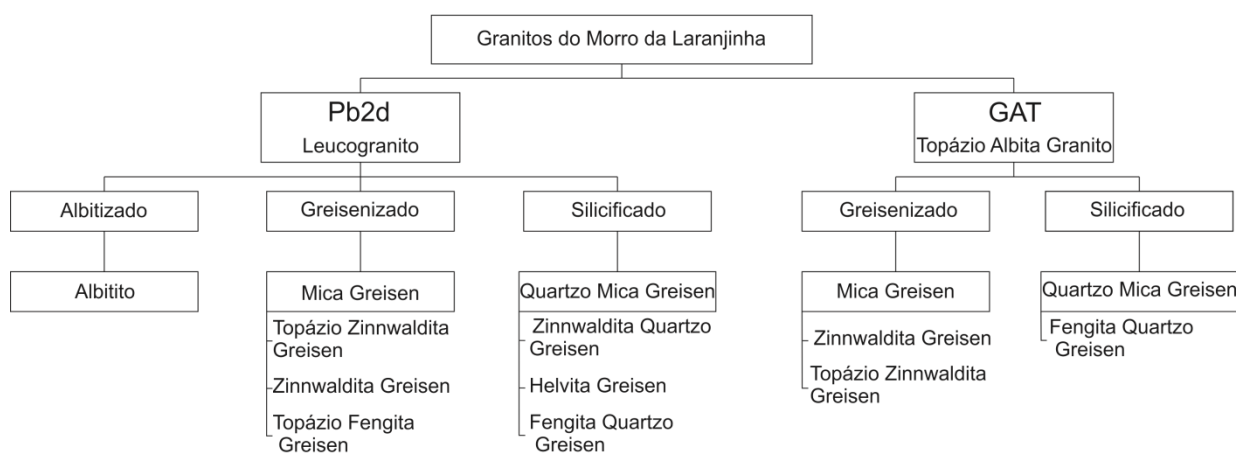 Granitos do Morro da Laranjinha
Pb2d
Leucogranito
GAT
Topázio Albita Granito
Albitizado
Greisenizado
Silicificado
Greisenizado
Silicificado
Albitito
Mica Greisen
Quartzo Mica Greisen
Mica Greisen
Quartzo Mica Greisen
Topázio Zinnwaldita
Greisen
Zinnwaldita Greisen
Topázio Fengita
Greisen
Zinnwaldita Quartzo
Greisen
Helvita Greisen
Fengita Quartzo
Greisen
Zinnwaldita Greisen
Topázio Zinnwaldita
Greisen
Fengita Quartzo
Greisen